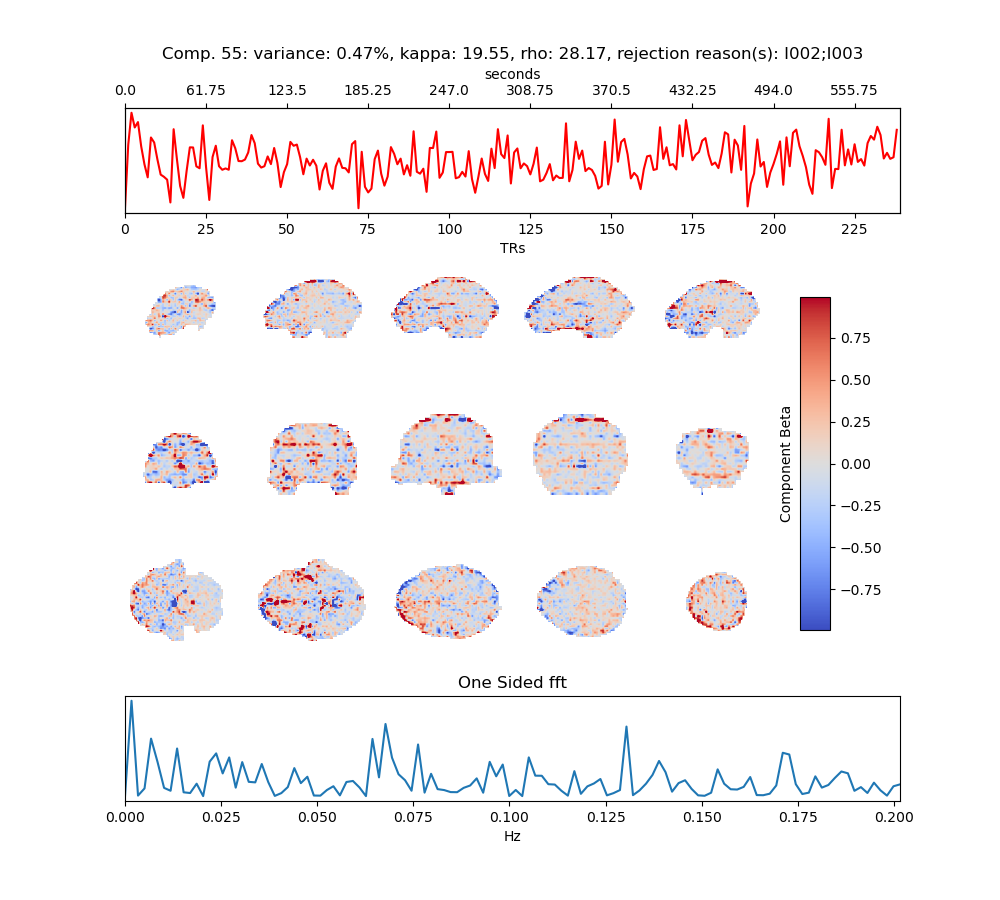 Comp. 55: variance: 0.47%, kappa: 19.55, rho: 28.17, rejection reason(s): I002;I003
seconds
0.0 61.75 123.5 185.25 247.0 308.75 370.5 432.25 494.0 555.75
0 25 50 75 100 125 150 175 200 225
TRs
0.75
0.50
0.25
0.00
−0.25
−0.50
−0.75
Component Beta
One Sided fft
0.000 0.025 0.050 0.075 0.100 0.125 0.150 0.175 0.200
Hz